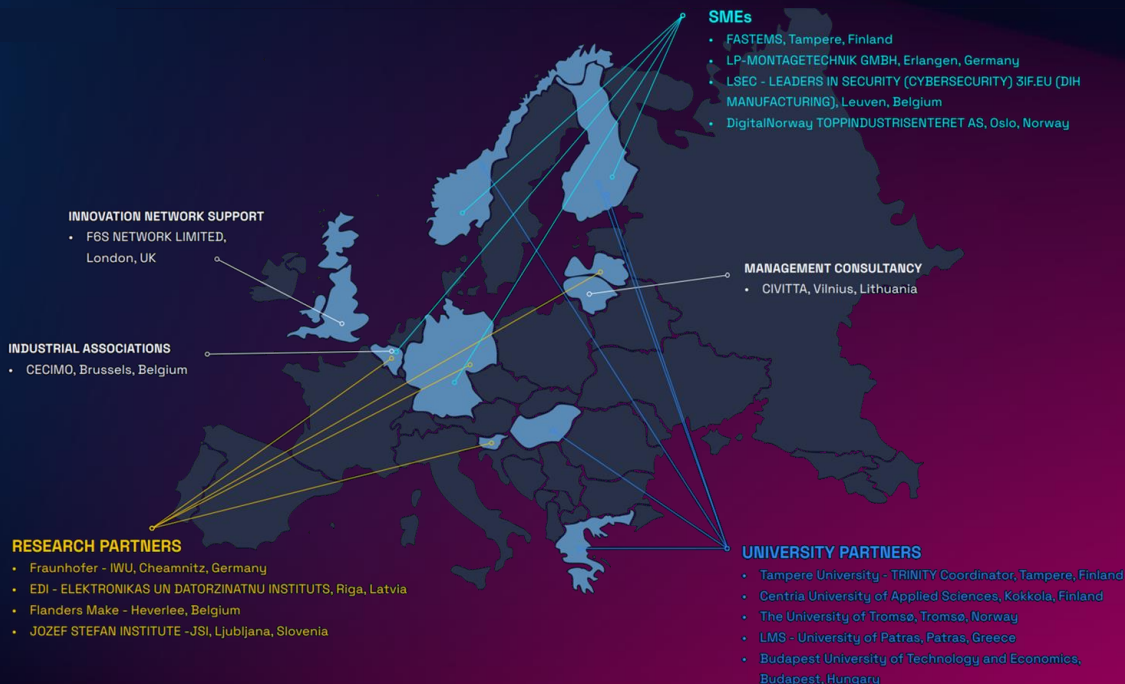 SMEs
• FASTEMS, Tampere, Finland
• LP-MONTAGETECHNIK GMBH, Erlangen, Germany
• LSEC - LEADERS IN SECURITY (CYBERSECURITY) 3IF.EU (DIH
MANUFACTURING), Leuven, Belgium
• DigitalNorway TOPPINDUSTRISENTERET AS, Oslo, Norway
INNOVATION NETWORK SUPPORT
• F6S NETWORK LIMITED,
London, UK
MANAGEMENT CONSULTANCY
• CIVITTA, Vilnius, Lithuania
INDUSTRIAL ASSOCIATIONS
• CECIMO, Brussels, Belgium
RESEARCH PARTNERS
• Fraunhofer - IWU, Cheamnitz, Germanu
• EDI - ELEKTRONIKAS UN DATORZINATNU INSTITUTS, Riga, Latvia
• Flanders Make - Heverlee, Belgium
• JOZEF STEFAN INSTITUTE -JSI, Ljubljana, Slovenia
UNIVERSITY PARTNERS
• Tampere University - TRINITY Coordinator, Tampere, Finland
• Centria University of Applied Sciences, Kokkola, Finland
• The University of Tromsø, Tromsø, Norway
• LMS - University of Patras, Patras, Greece
• Budapest University of Technology and Economics,
Budapest, Hungary